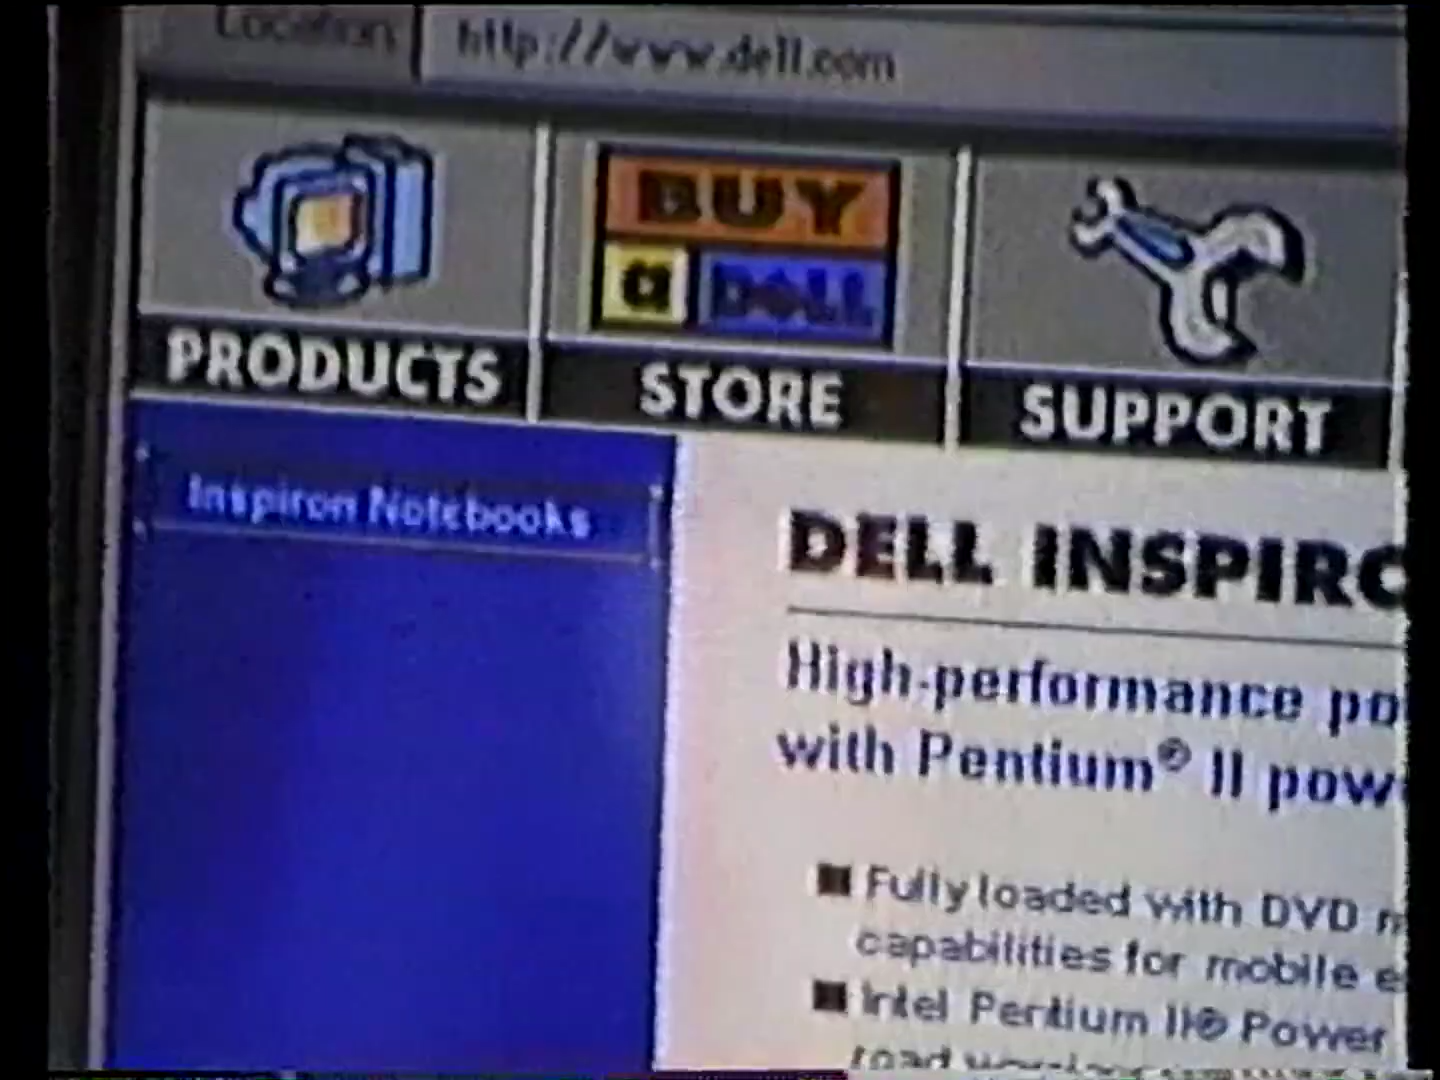 Location http://www.dell.com
BUY
a DELL
PRODUCTS STORE SUPPORT
Inspiron Notebooks
DELL INSPIRO
High-performance po
with Pentium® II pow
Fully loaded with DVD m
capabilities for mobile e
Intel Pentium II® Power
road